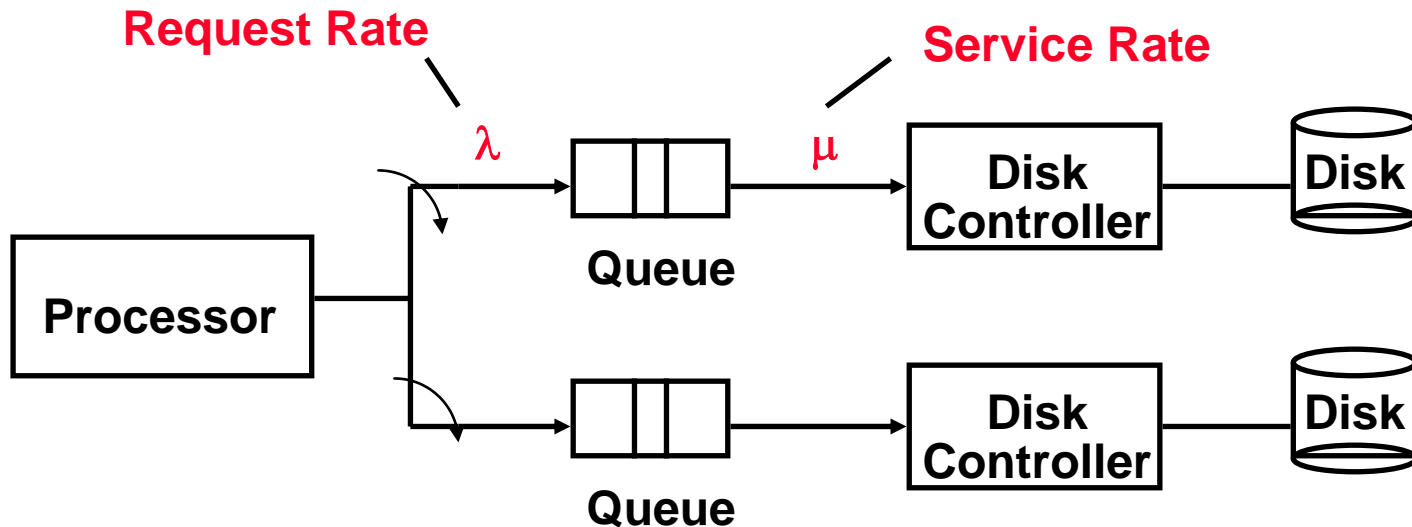 Request Rate
Service Rate
λ
μ
Disk
Controller
Disk
Queue
Processor
Disk
Controller
Disk
Queue